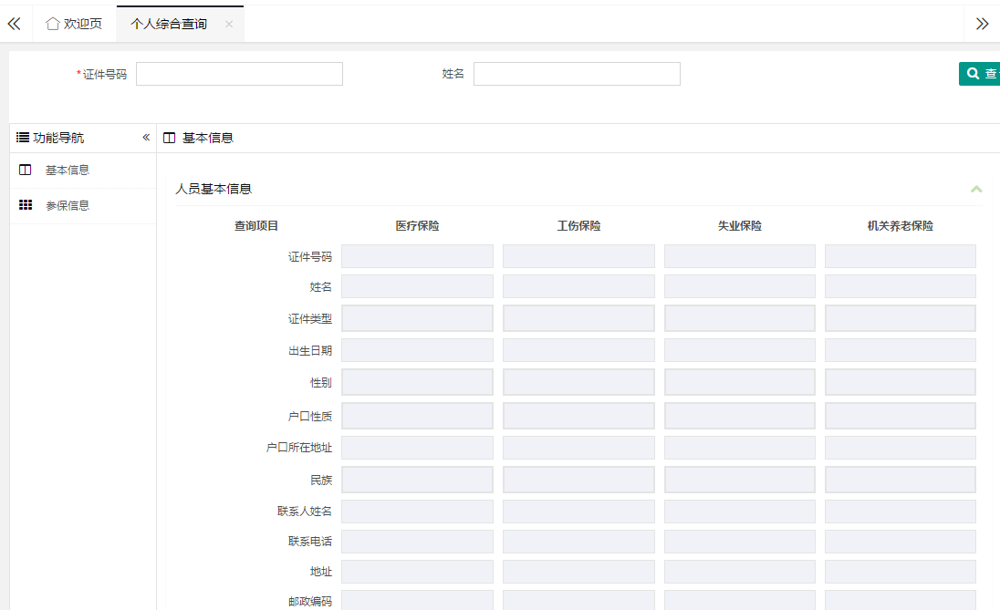 欢迎页 个人综合查询
*证件号码 姓名 查
功能导航 基本信息
基本信息
参保信息
人员基本信息
查询项目 医疗保险 工伤保险 失业保险 机关养老保险
证件号码
姓名
证件类型
出生日期
性别
户口性质
户口所在地址
民族
联系人姓名
联系电话
地址
邮政编码